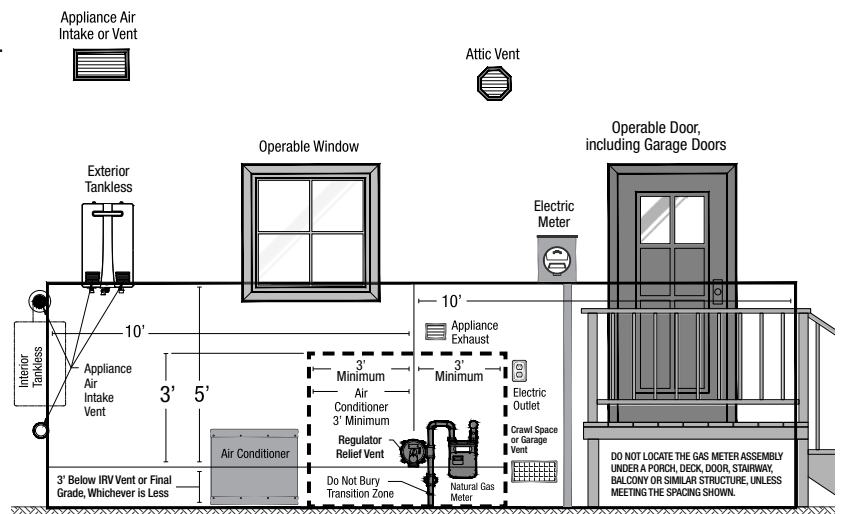 Appliance Air
Intake or Vent
Attic Vent
Operable Window
Operable Door,
including Garage Doors
Exterior
Tankless
Electric
Meter
10'
10'
Appliance
Exhaust
Interior
Tankless
Appliance
Air
Intake
Vent
3'
5'
3'
Minimum
3'
Minimum
Air
Conditioner
3' Minimum
Electric
Outlet
Regulator
Relief Vent
Crawl Space
or Garage
Vent
Air Conditioner
3' Below IRV Vent or Final
Grade, Whichever is Less
Do Not Bury
Transition Zone
Natural Gas
Meter
DO NOT LOCATE THE GAS METER ASSEMBLY
UNDER A PORCH, DECK, DOOR, STAIRWAY,
BALCONY OR SIMILAR STRUCTURE, UNLESS
MEETING THE SPACING SHOWN.